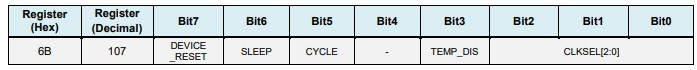 Register (Hex) Register (Decimal) Bit7 Bit6 Bit5 Bit4 Bit3 Bit2 Bit1 Bit0
6B 107 DEVICE _RESET SLEEP CYCLE - TEMP_DIS CLKSEL[2:0]